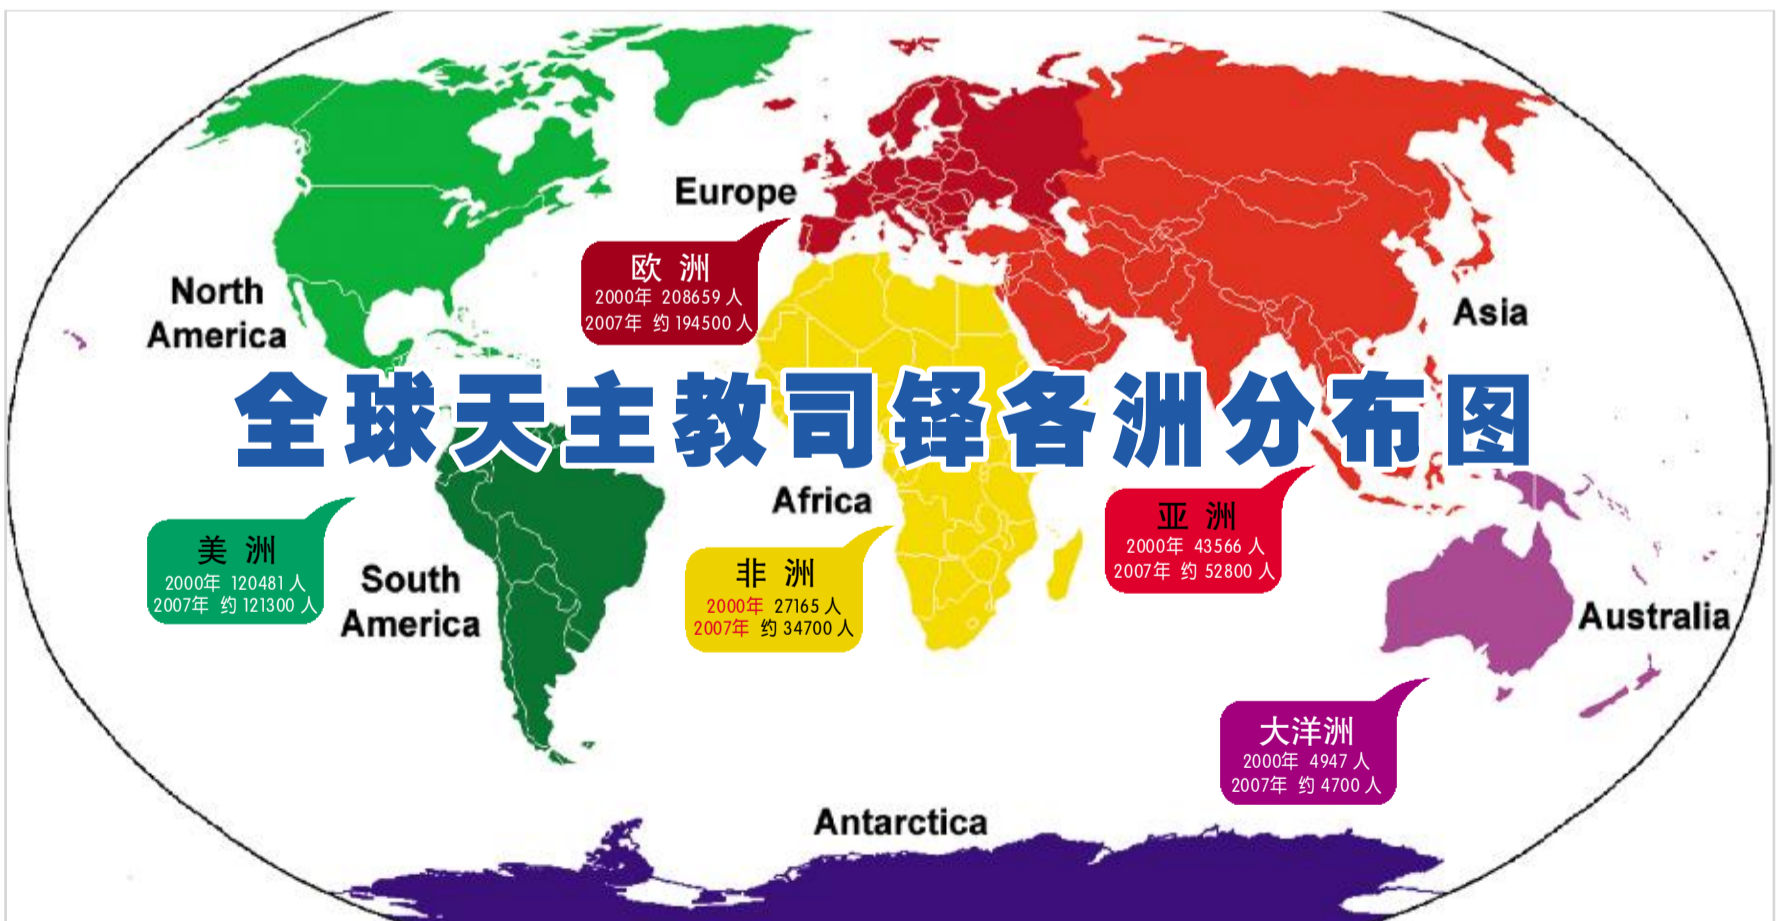 Europe
欧 洲
2000年 208659 人
2007年 约 194500 人
North
America
Asia
全球天主教司铎各洲分布图
美 洲
2000年 120481 人
2007年 约 121300 人
South
America
Africa
非 洲
2000年 27165 人
2007年 约 34700 人
亚 洲
2000年 43566 人
2007年 约 52800 人
Australia
大洋洲
2000年 4947 人
2007年 约 4700 人
Antarctica